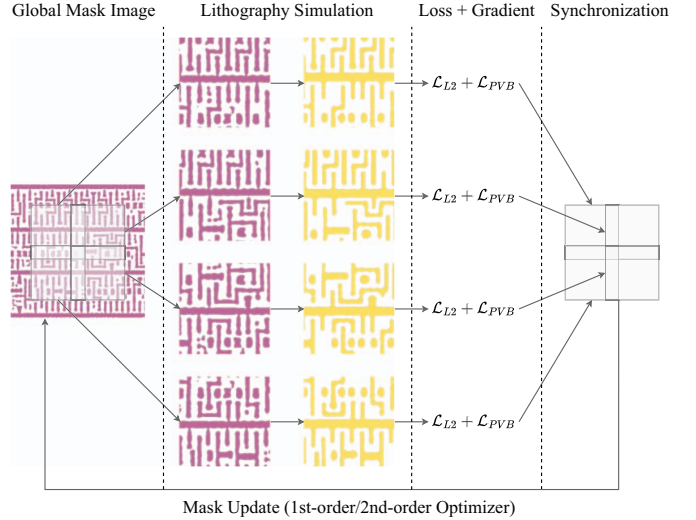 Global Mask Image
Lithography Simulation
Loss + Gradient
Synchronization
ℒ_{L2} + ℒ_{PVB}
ℒ_{L2} + ℒ_{PVB}
ℒ_{L2} + ℒ_{PVB}
ℒ_{L2} + ℒ_{PVB}
Mask Update (1st-order/2nd-order Optimizer)